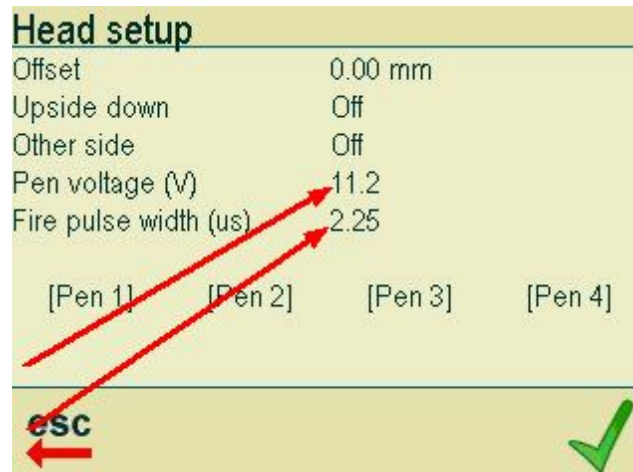 Head setup
Offset 0.00 mm
Upside down Off
Other side Off
Pen voltage (V) 11.2
Fire pulse width (us) 2.25
[Pen 1] [Pen 2] [Pen 3] [Pen 4]
esc